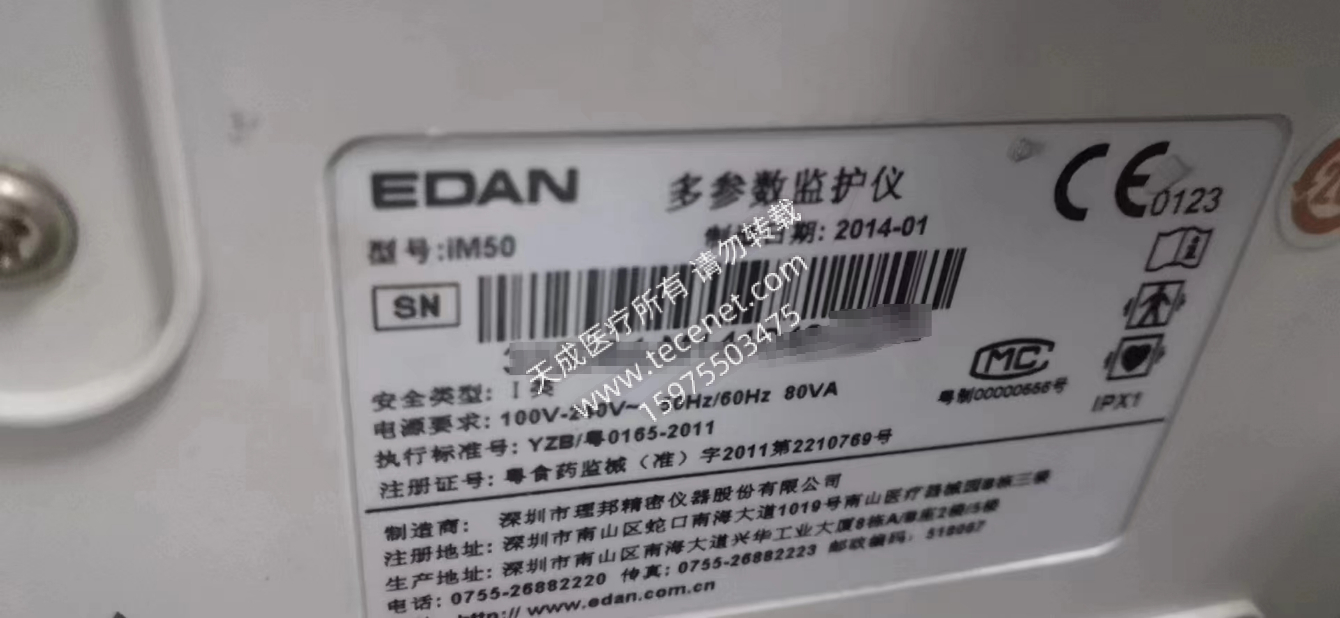 EDAN 多参数监护仪
CE 0123
型号:iM50 制造日期: 2014-01
SN
安全类型: I 类
电源要求: 100V-240V~ 50Hz/60Hz 80VA
执行标准号: YZB/粤0165-2011
注册证号: 粤食药监械（准）字2011第2210769号
MC
粤制00000556号
IPX1
制造商: 深圳市理邦精密仪器股份有限公司
注册地址: 深圳市南山区蛇口南海大道1019号南山医疗器械园B栋三楼
生产地址: 深圳市南山区南海大道兴华工业大厦8栋A/B座2楼/5楼
电话: 0755-26882220 传真: 0755-26882223 邮政编码: 518067
http:// www.edan.com.cn
天成医疗所有 请勿转载
www.tecenet.com
15975503475